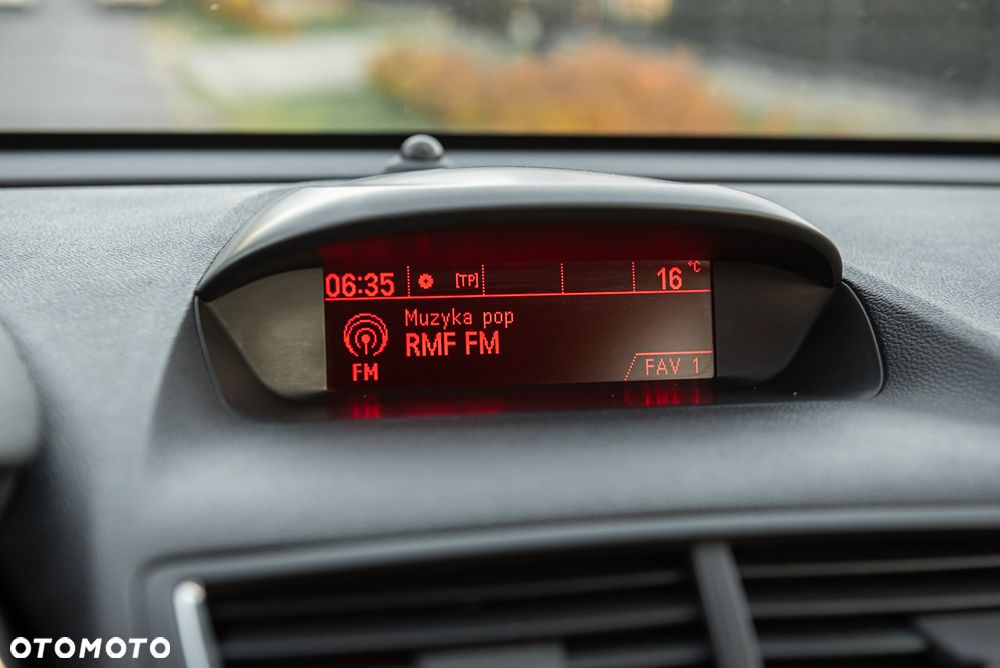 06:35 [TP] 16 °C
Muzyka pop
RMF FM
FM
FAV 1
OTOMOTO